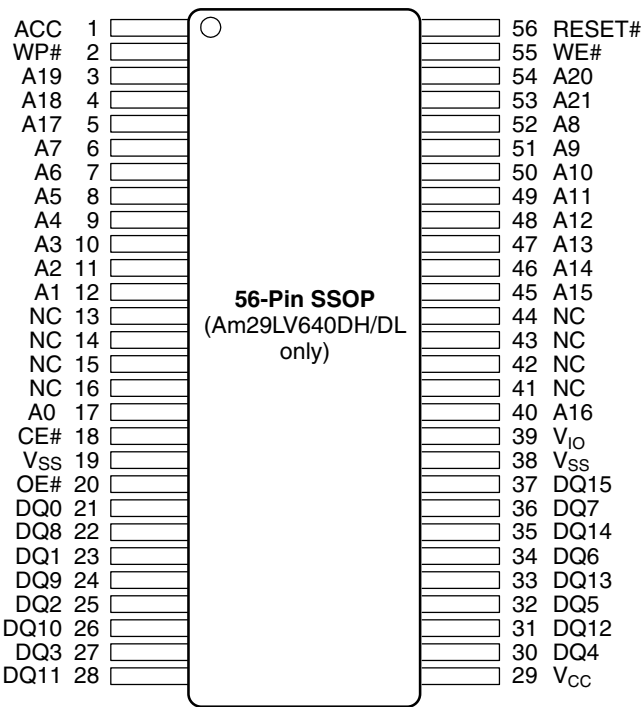 ACC 1
WP# 2
A19 3
A18 4
A17 5
A7 6
A6 7
A5 8
A4 9
A3 10
A2 11
A1 12
NC 13
NC 14
NC 15
NC 16
A0 17
CE# 18
VSS 19
OE# 20
DQ0 21
DQ8 22
DQ1 23
DQ9 24
DQ2 25
DQ10 26
DQ3 27
DQ11 28
56-Pin SSOP
(Am29LV640DH/DL
only)
56 RESET#
55 WE#
54 A20
53 A21
52 A8
51 A9
50 A10
49 A11
48 A12
47 A13
46 A14
45 A15
44 NC
43 NC
42 NC
41 NC
40 A16
39 VIO
38 VSS
37 DQ15
36 DQ7
35 DQ14
34 DQ6
33 DQ13
32 DQ5
31 DQ12
30 DQ4
29 VCC